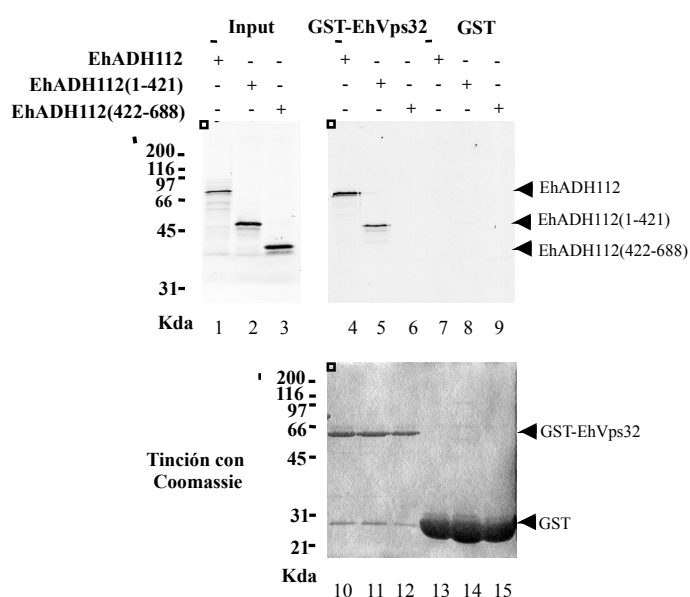 Input GST-EhVps32 GST
EhADH112 + - - + - - + - -
EhADH112(1-421) - + - - + - - + -
EhADH112(422-688) - - + - - + - - +
200
116
97
66
45
31
EhADH112
EhADH112(1-421)
EhADH112(422-688)
Kda 1 2 3 4 5 6 7 8 9
200
116
97
66
45
31
21
GST-EhVps32
GST
Tinción con
Coomassie
Kda 10 11 12 13 14 15